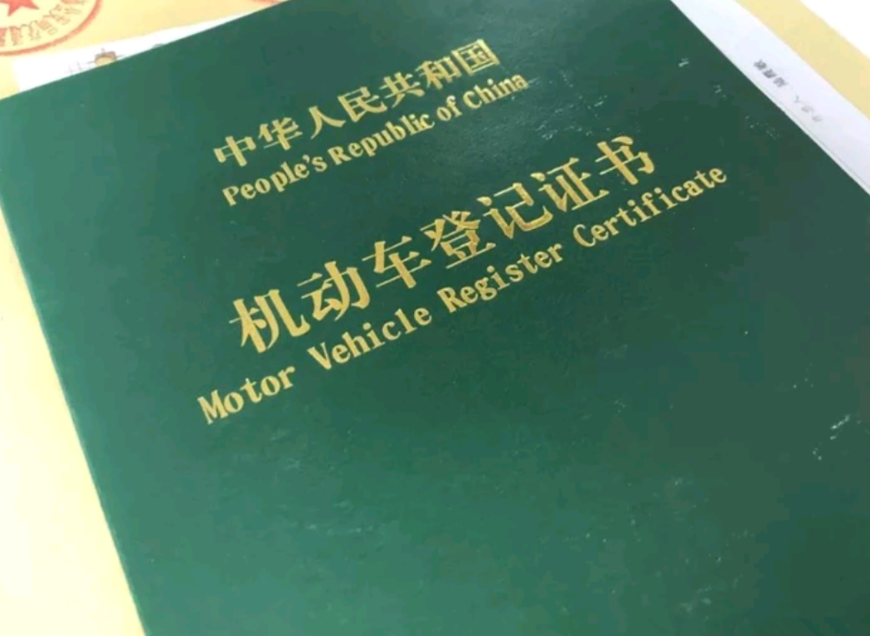 中华人民共和国
People's Republic of China
机动车登记证书
Motor Vehicle Register Certificate